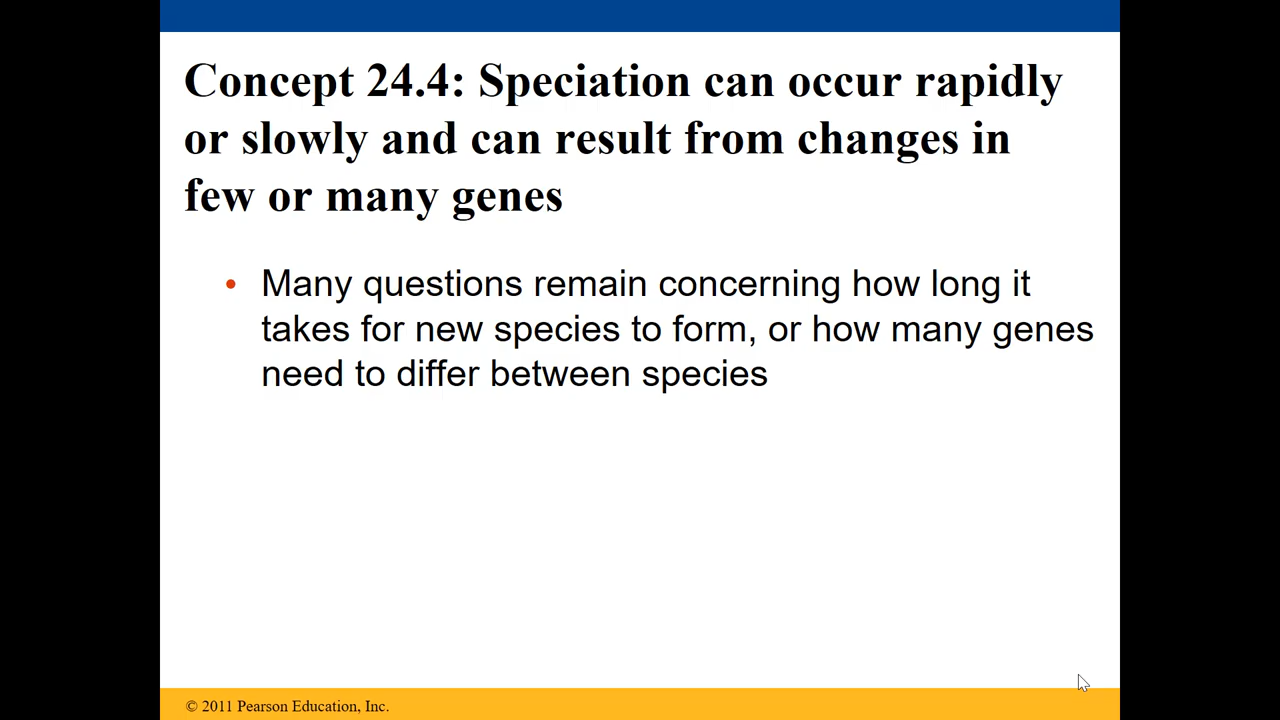 Concept 24.4: Speciation can occur rapidly
or slowly and can result from changes in
few or many genes
• Many questions remain concerning how long it
takes for new species to form, or how many genes
need to differ between species
© 2011 Pearson Education, Inc.